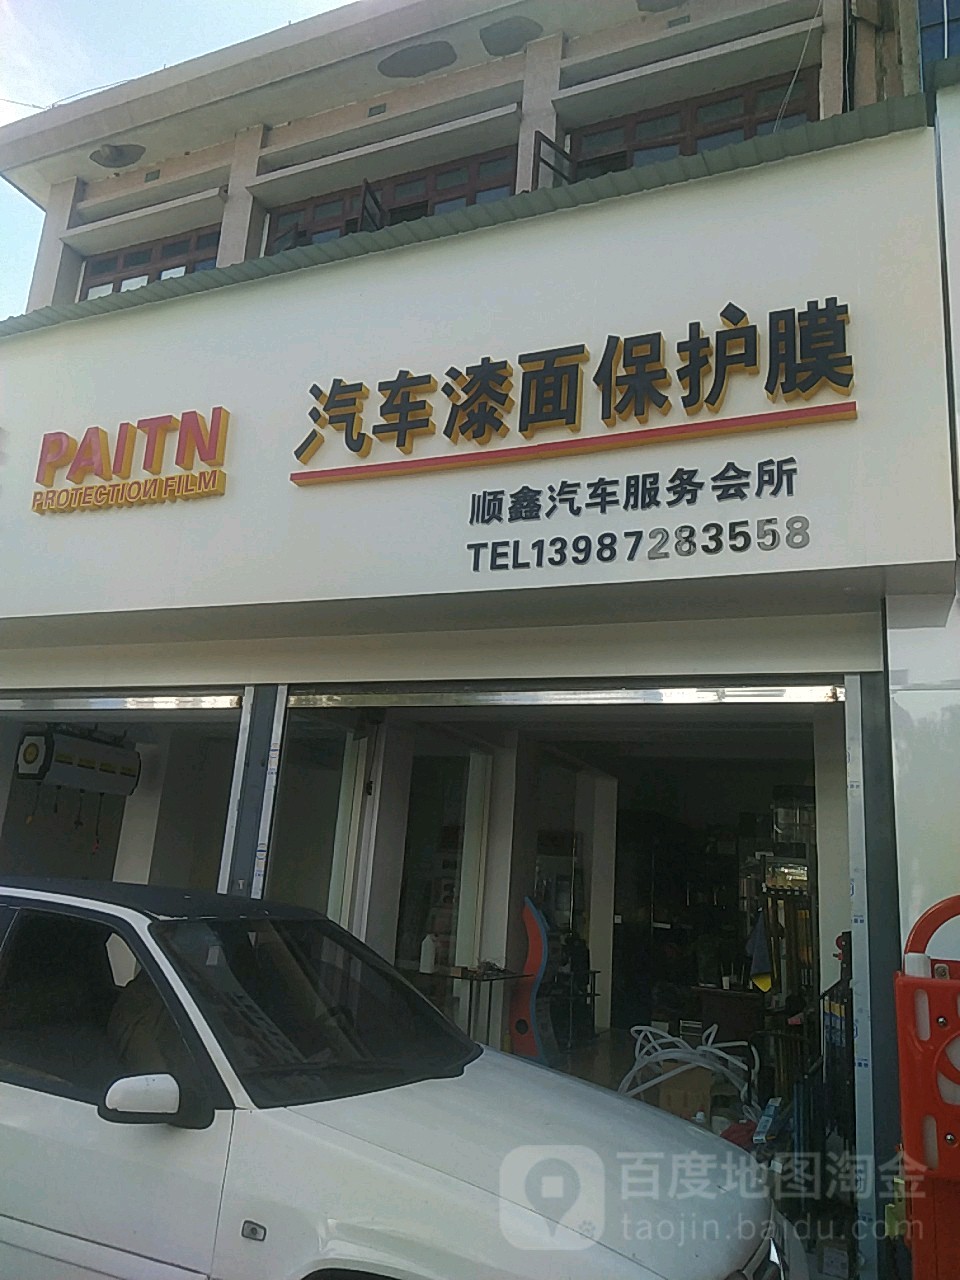 PAITN
PROTECTION FILM
汽车漆面保护膜
顺鑫汽车服务会所
TEL13987283558
百度地图淘金
taojin.baidu.com